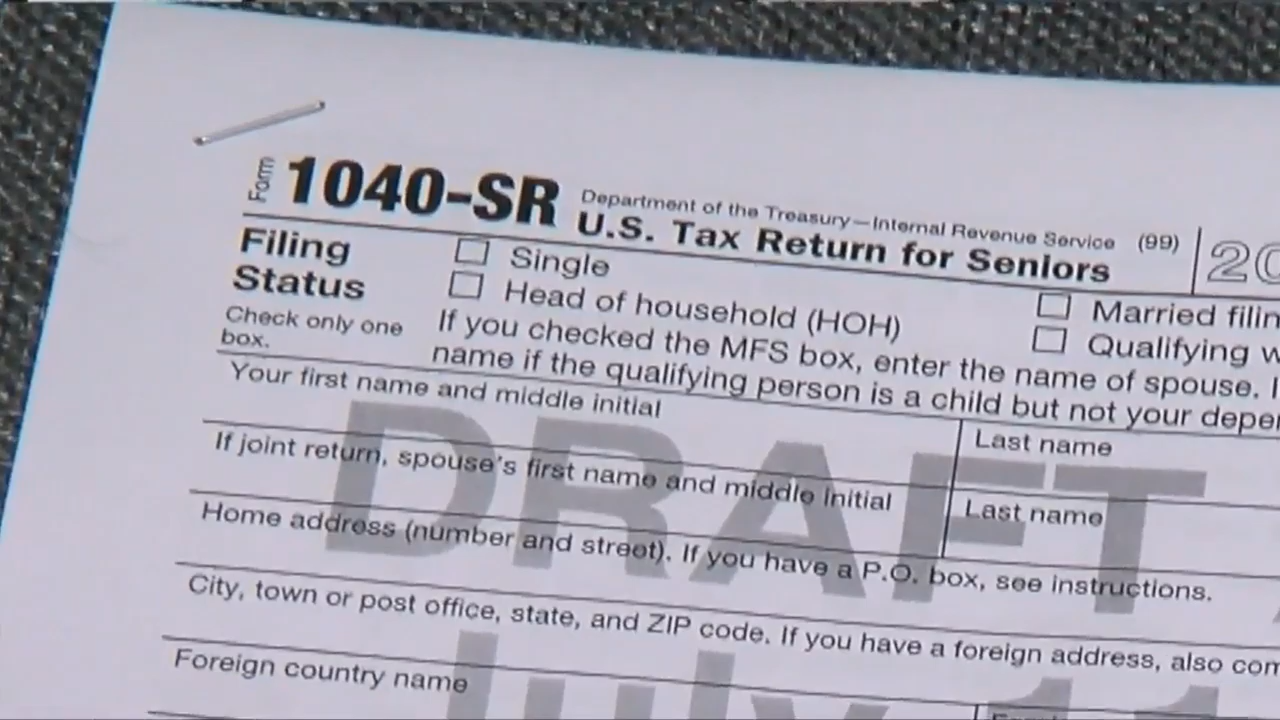 Form 1040-SR Department of the Treasury—Internal Revenue Service (99)
U.S. Tax Return for Seniors 20
Filing Status
Check only one box.
Single
Married filin
Head of household (HOH)
Qualifying w
If you checked the MFS box, enter the name of spouse. I
name if the qualifying person is a child but not your depe
Your first name and middle initial
Last name
If joint return, spouse's first name and middle initial
Last name
Home address (number and street). If you have a P.O. box, see instructions.
City, town or post office, state, and ZIP code. If you have a foreign address, also com
Foreign country name
DRAFT
July 11